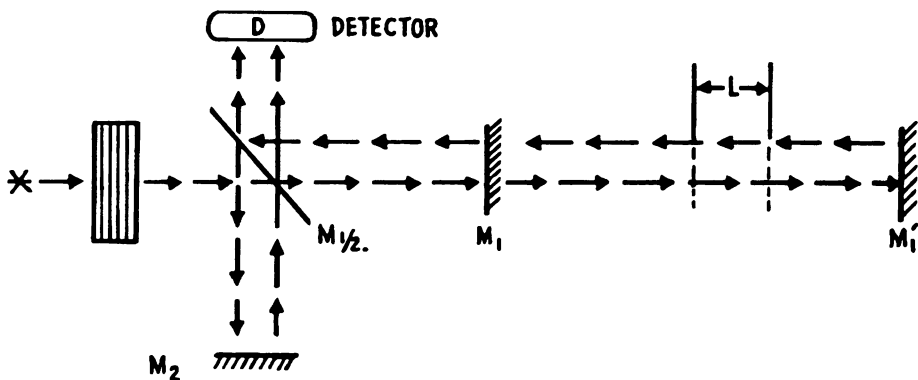 D DETECTOR
L
M1/2.
M1
M1'
M2